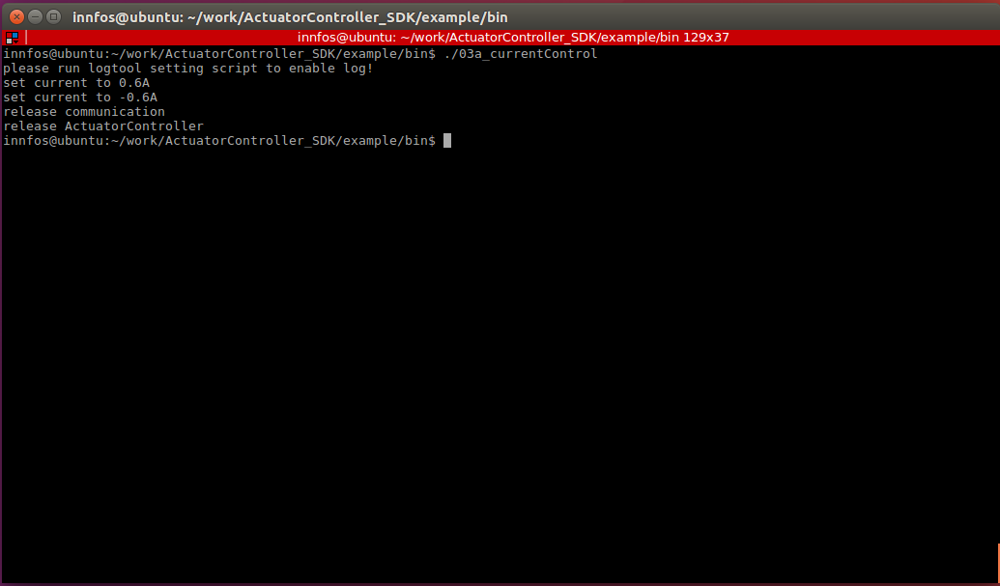 innfos@ubuntu: ~/work/ActuatorController_SDK/example/bin
innfos@ubuntu: ~/work/ActuatorController_SDK/example/bin 129x37
innfos@ubuntu:~/work/ActuatorController_SDK/example/bin$ ./03a_currentControl
please run logtool setting script to enable log!
set current to 0.6A
set current to -0.6A
release communication
release ActuatorController
innfos@ubuntu:~/work/ActuatorController_SDK/example/bin$